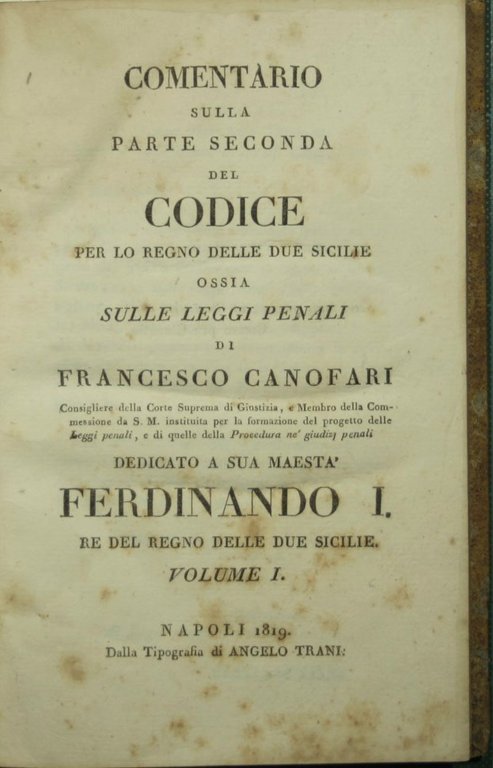 COMENTARIO
SULLA
PARTE SECONDA
DEL
CODICE
PER LO REGNO DELLE DUE SICILIE
OSSIA
SULLE LEGGI PENALI
DI
FRANCESCO CANOFARI
Consigliere della Corte Suprema di Giustizia, e Membro della Com-
messione da S. M. instituita per la formazione del progetto delle
Leggi penali, e di quelle della Procedura ne' giudizj penali
DEDICATO A SUA MAESTA'
FERDINANDO I.
RE DEL REGNO DELLE DUE SICILIE.
VOLUME I.
NAPOLI 1819.
Dalla Tipografia di ANGELO TRANI.